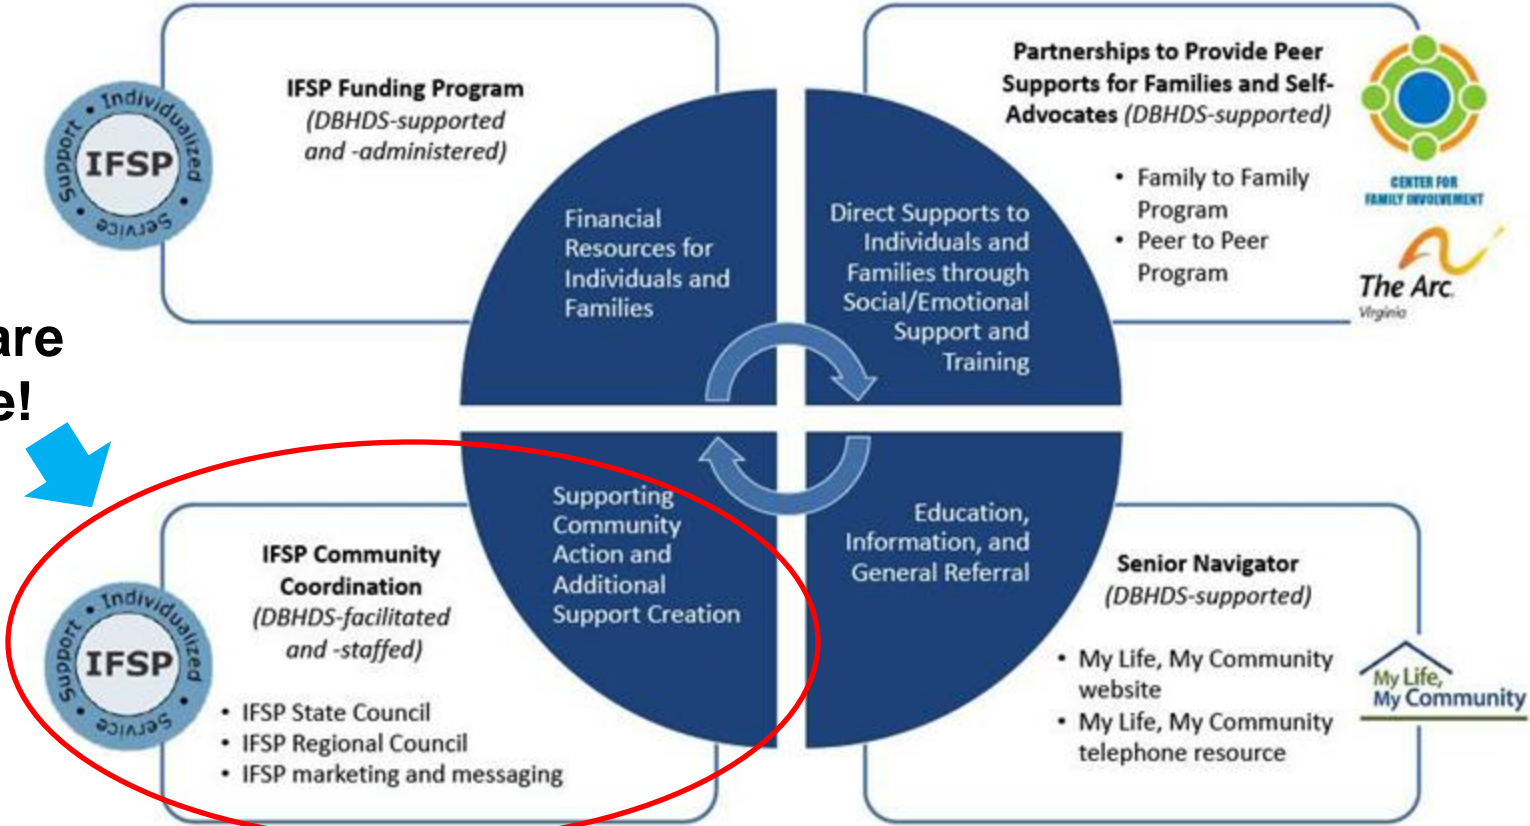 IFSP Funding Program
(DBHDS-supported
and -administered)
Individualized • Service • Support •
IFSP
Financial
Resources for
Individuals and
Families
Partnerships to Provide Peer
Supports for Families and Self-
Advocates (DBHDS-supported)
• Family to Family
Program
• Peer to Peer
Program
CENTER FOR
FAMILY INVOLVEMENT
The Arc.
Virginia
Direct Supports to
Individuals and
Families through
Social/Emotional
Support and
Training
IFSP Community
Coordination
(DBHDS-facilitated
and -staffed)
• IFSP State Council
• IFSP Regional Council
• IFSP marketing and messaging
Individualized • Service • Support •
IFSP
Supporting
Community
Action and
Additional
Support Creation
Education,
Information, and
General Referral
Senior Navigator
(DBHDS-supported)
• My Life, My Community
website
• My Life, My Community
telephone resource
My Life,
My Community